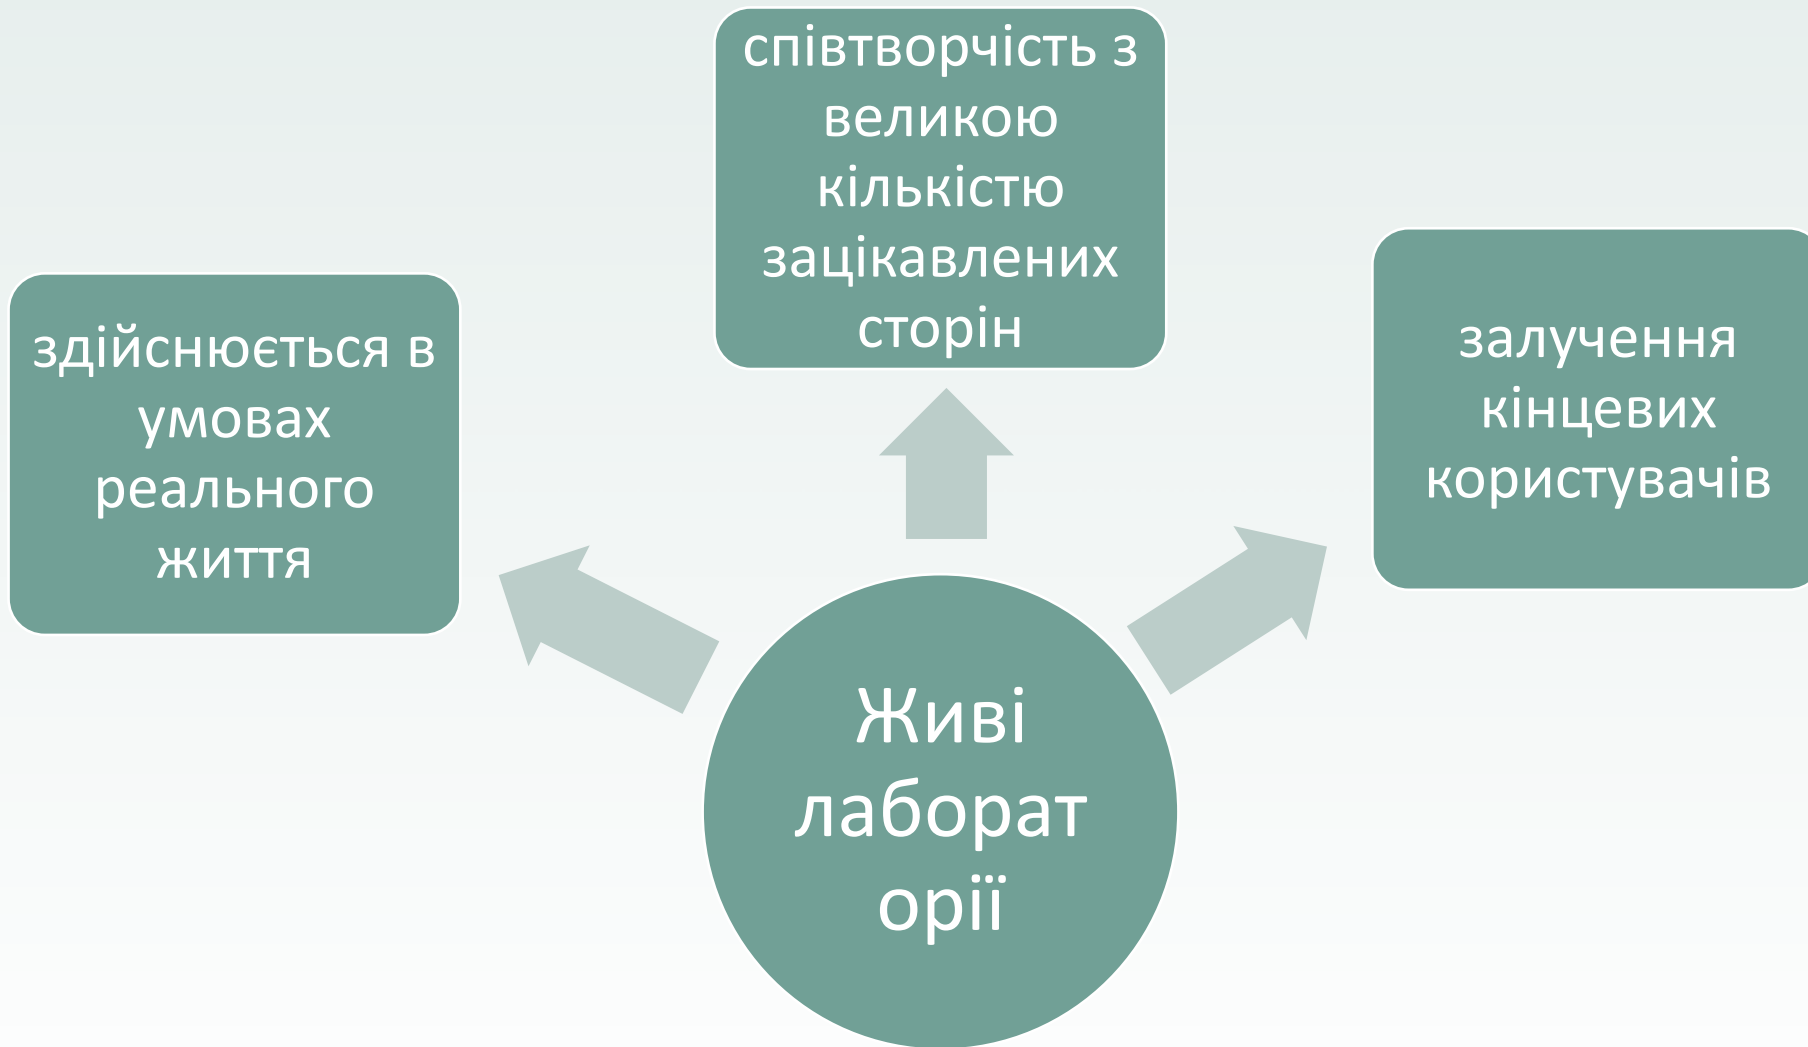 співтворчість з
великою
кількістю
зацікавлених
сторін
здійснюється в
умовах
реального
життя
залучення
кінцевих
користувачів
Живі
лаборат
орії